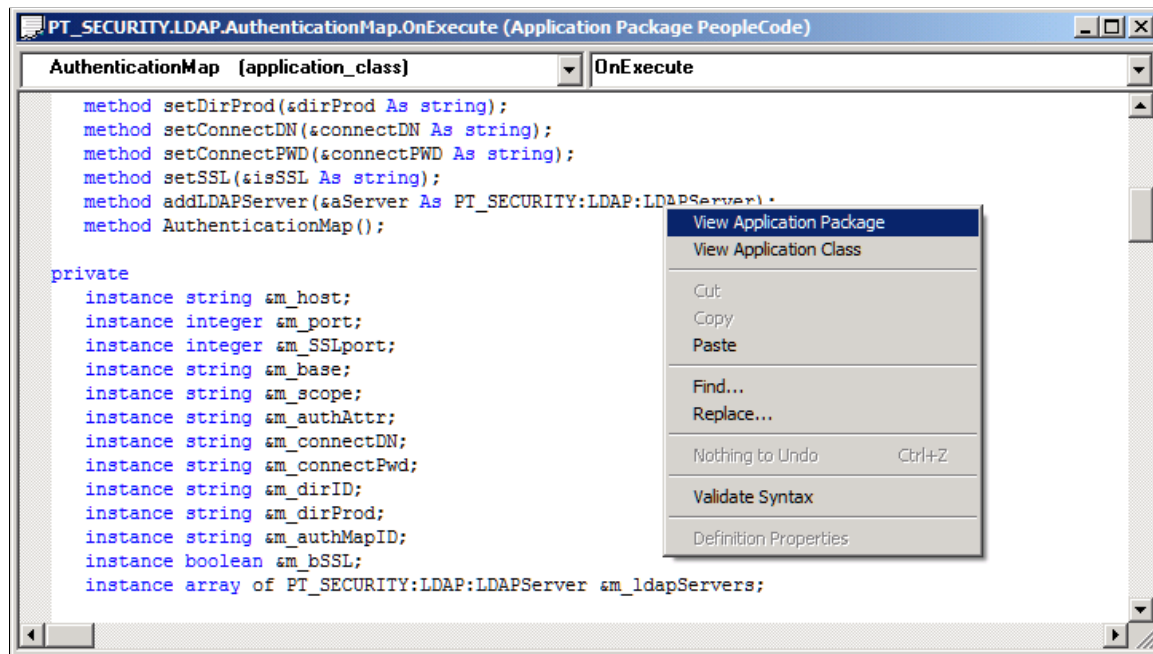 PT_SECURITY.LDAP.AuthenticationMap.OnExecute (Application Package PeopleCode)
AuthenticationMap (application_class) OnExecute
method setDirProd(&dirProd As string);
method setConnectDN(&connectDN As string);
method setConnectPWD(&connectPWD As string);
method setSSL(&isSSL As string);
method addLDAPServer(&aServer As PT_SECURITY:LDAP:LDAPServer);
method AuthenticationMap();
private
instance string &m_host;
instance integer &m_port;
instance integer &m_SSLport;
instance string &m_base;
instance string &m_scope;
instance string &m_authAttr;
instance string &m_connectDN;
instance string &m_connectPwd;
instance string &m_dirID;
instance string &m_dirProd;
instance string &m_authMapID;
instance boolean &m_bSSL;
instance array of PT_SECURITY:LDAP:LDAPServer &m_ldapServers;
View Application Package
View Application Class
Cut
Copy
Paste
Find...
Replace...
Nothing to Undo Ctrl+Z
Validate Syntax
Definition Properties